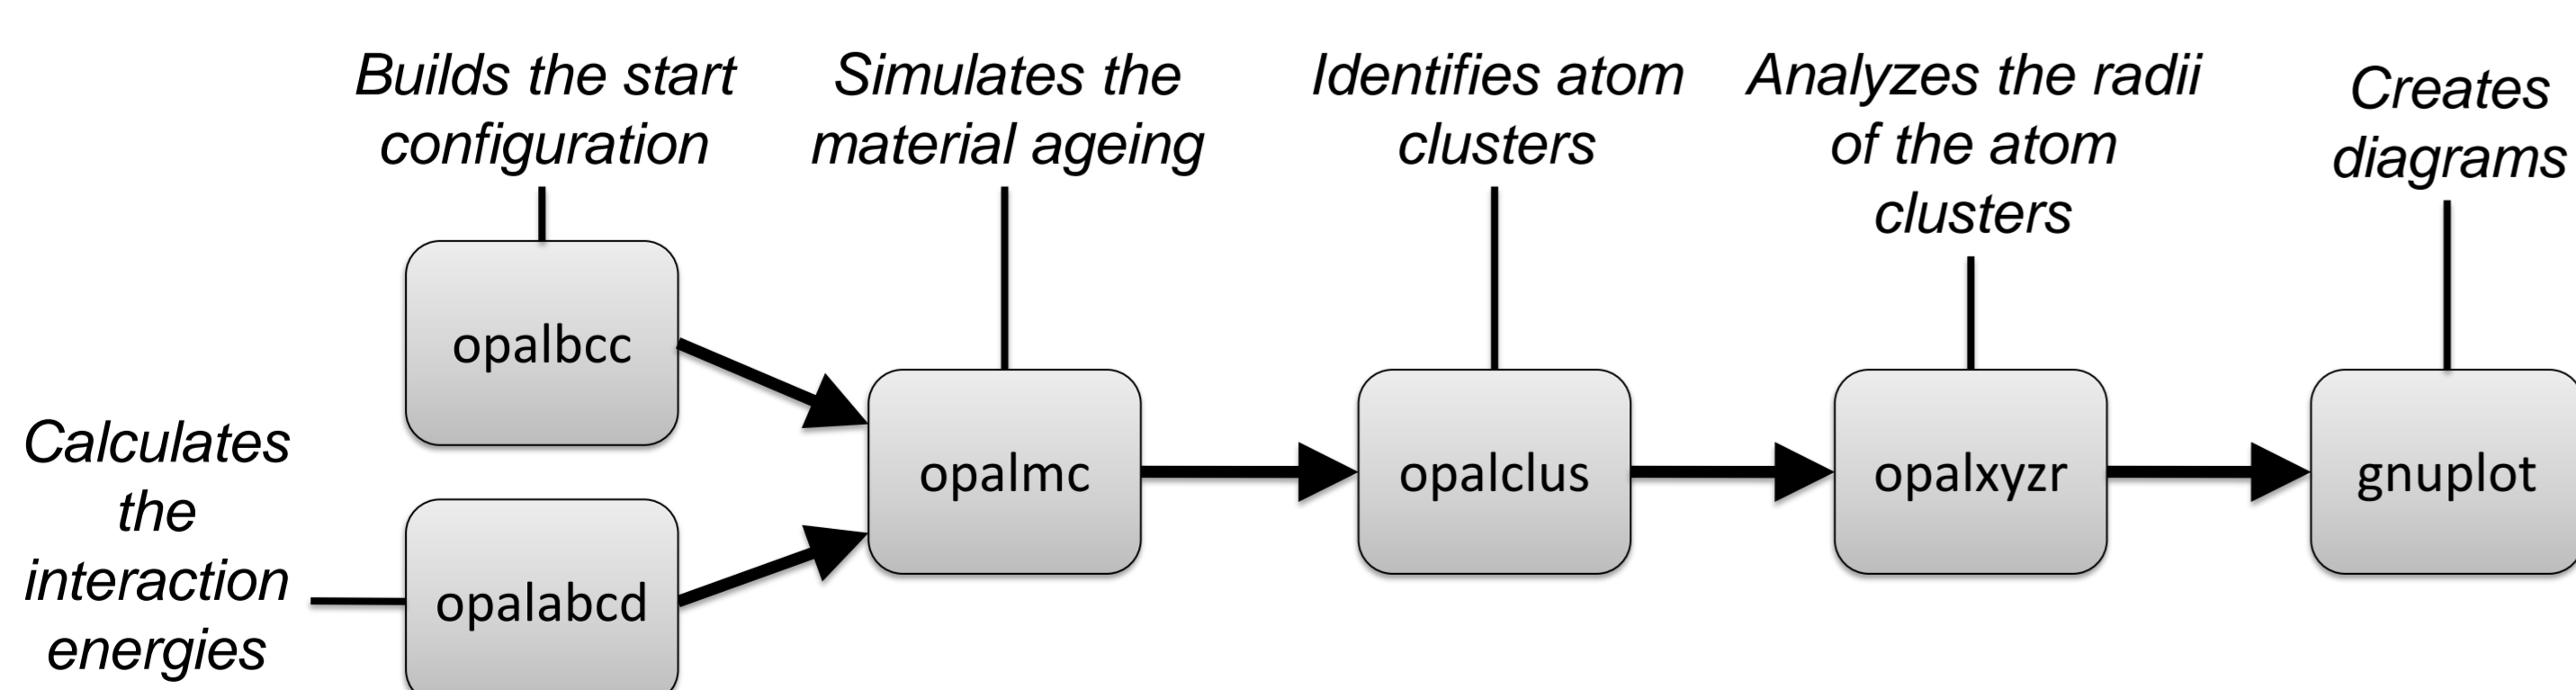 Builds the start
configuration
Simulates the
material ageing
Identifies atom
clusters
Analyzes the radii
of the atom
clusters
Creates
diagrams
opalbcc
Calculates
the
interaction
energies
opalabcd
opalmc
opalclus
opalxyzr
gnuplot